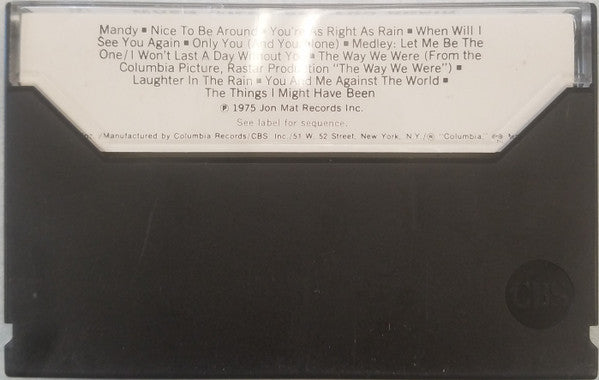 Mandy ▪ Nice To Be Around ▪ You're As Right As Rain ▪ When Will I
See You Again ▪ Only You (And You Alone) ▪ Medley: Let Me Be The
One/I Won't Last A Day Without You ▪ The Way We Were (From the
Columbia Picture, Rastar Production "The Way We Were") ▪
Laughter In The Rain ▪ You And Me Against The World ▪
The Things I Might Have Been
℗ 1975 Jon Mat Records Inc.
See label for sequence.
/Manufactured by Columbia Records/CBS Inc./51 W. 52 Street, New York, N.Y./® "Columbia,"
CBS